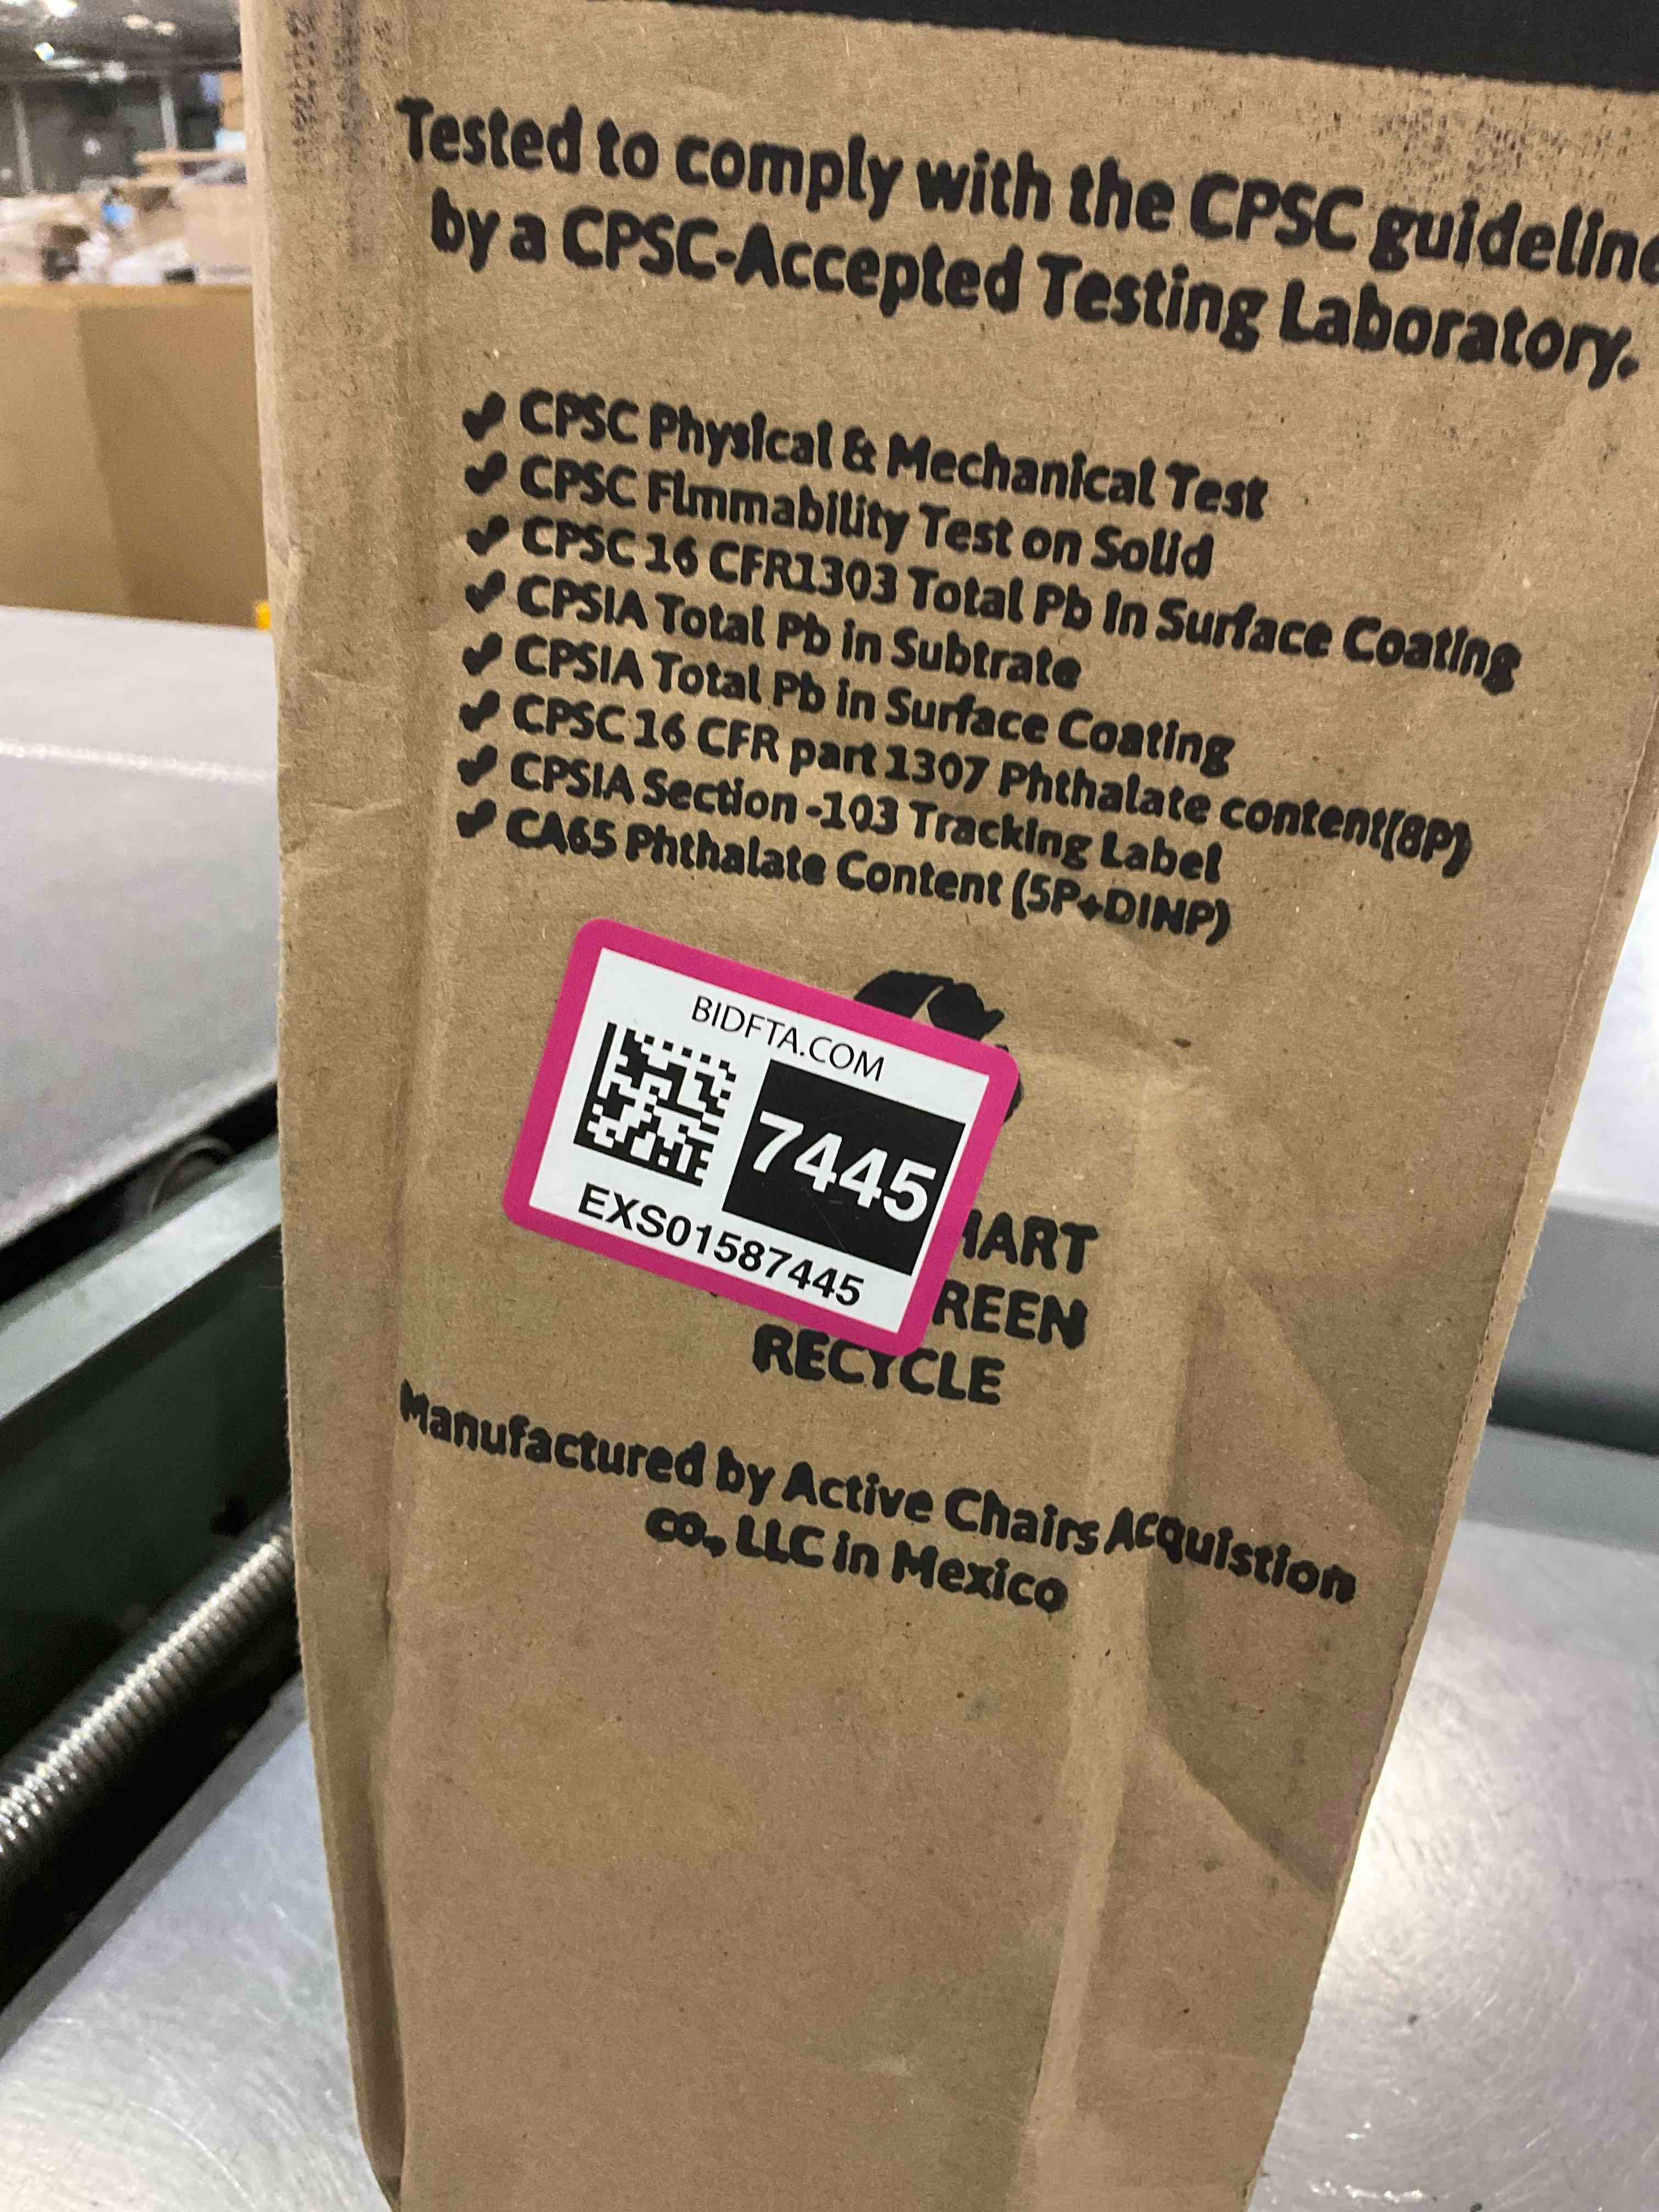 Tested to comply with the CPSC guideline
by a CPSC-Accepted Testing Laboratory.
✔ CPSC Physical & Mechanical Test
✔ CPSC Flmmability Test on Solid
✔ CPSC 16 CFR1303 Total Pb in Surface Coating
✔ CPSIA Total Pb in Subtrate
✔ CPSIA Total Pb in Surface Coating
✔ CPSC 16 CFR part 1307 Phthalate content(8P)
✔ CPSIA Section -103 Tracking Label
✔ CA65 Phthalate Content (5P+DINP)
BIDFTA.COM
7445
EXS01587445
ART
REEN
RECYCLE
Manufactured by Active Chairs Acquistion
co., LLC in Mexico